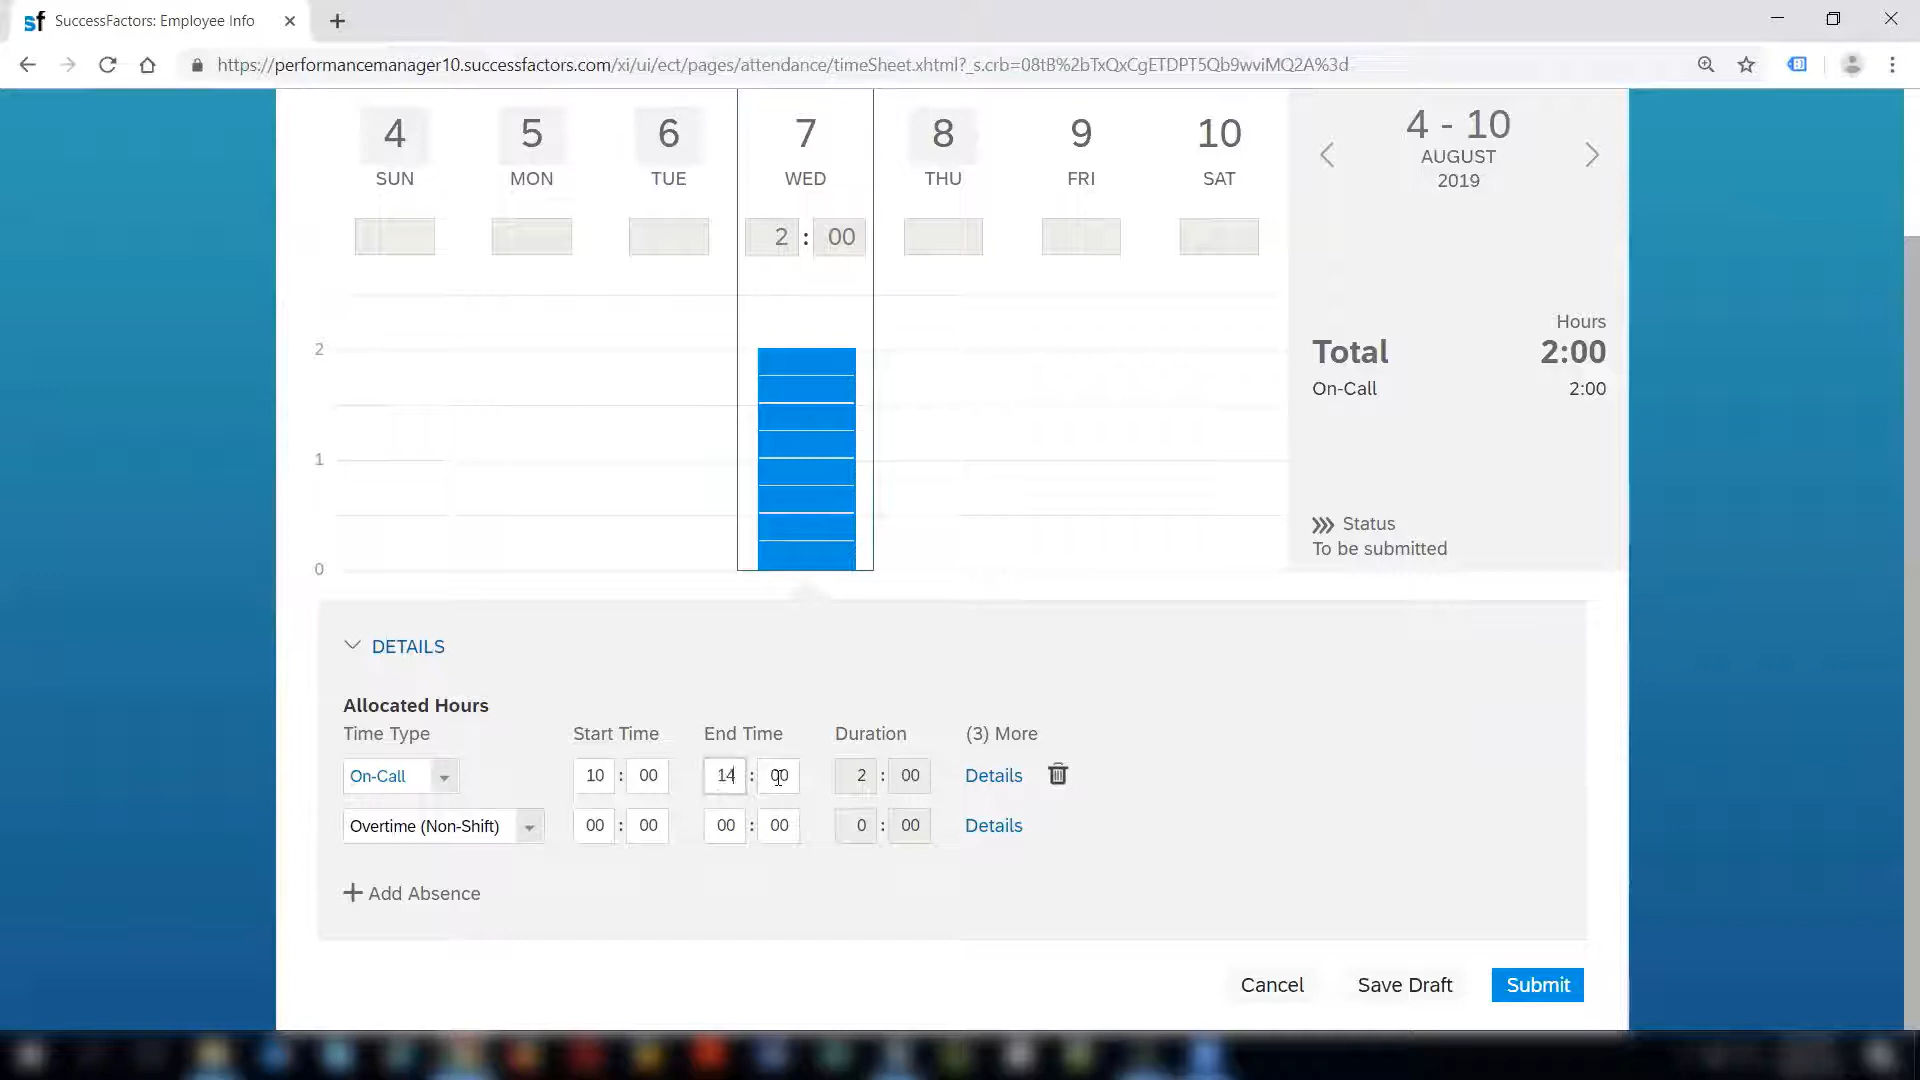 SuccessFactors: Employee Info
https://performancemanager10.successfactors.com/xi/ui/ect/pages/attendance/timeSheet.xhtml?_s.crb=08tB%2bTxQxCgETDPT5Qb9wviMQ2A%3d
4 5 6 7 8 9 10
SUN MON TUE WED THU FRI SAT
2 : 00
4 - 10
AUGUST
2019
2
1
0
Hours
Total 2:00
On-Call 2:00
Status
To be submitted
DETAILS
Allocated Hours
Time Type Start Time End Time Duration (3) More
On-Call 10 : 00 14 : 00 2 : 00 Details
Overtime (Non-Shift) 00 : 00 00 : 00 0 : 00 Details
+ Add Absence
Cancel Save Draft Submit